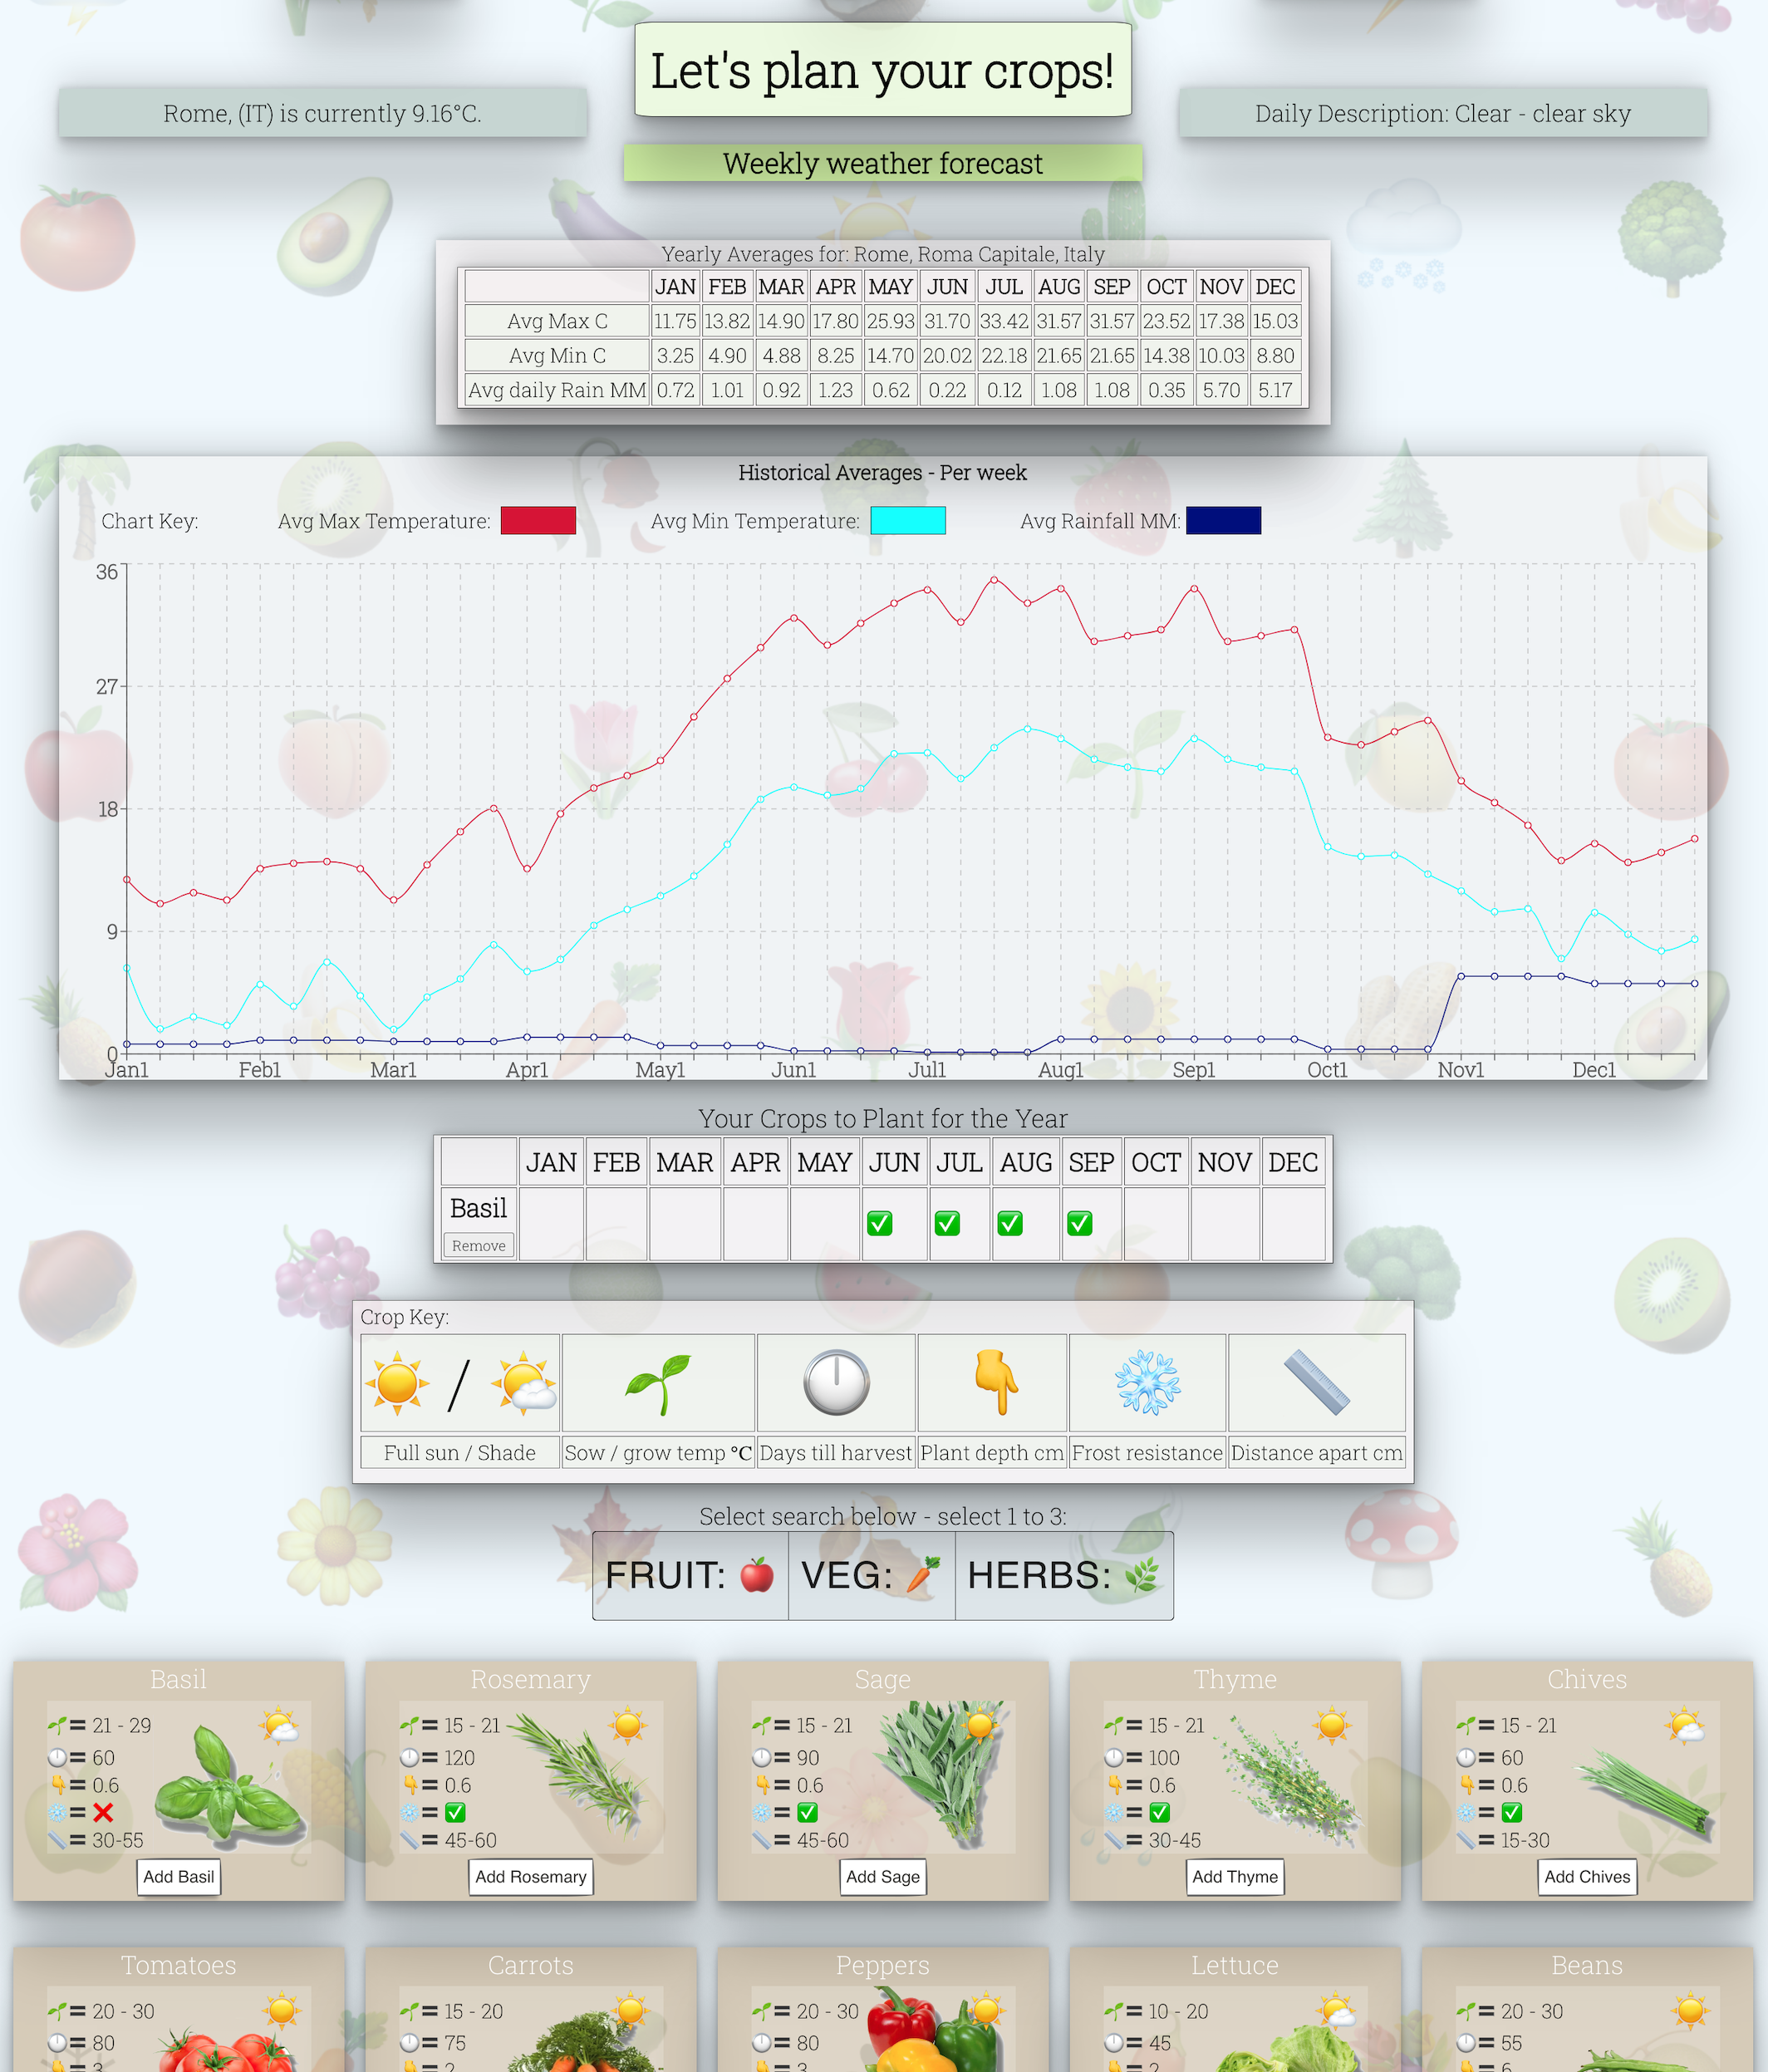 Let's plan your crops!
Rome, (IT) is currently 9.16°C.
Daily Description: Clear - clear sky
Weekly weather forecast
Yearly Averages for: Rome, Roma Capitale, Italy
JAN FEB MAR APR MAY JUN JUL AUG SEP OCT NOV DEC
Avg Max C 11.75 13.82 14.90 17.80 25.93 31.70 33.42 31.57 31.57 23.52 17.38 15.03
Avg Min C 3.25 4.90 4.88 8.25 14.70 20.02 22.18 21.65 21.65 14.38 10.03 8.80
Avg daily Rain MM 0.72 1.01 0.92 1.23 0.62 0.22 0.12 1.08 1.08 0.35 5.70 5.17
Historical Averages - Per week
Chart Key: Avg Max Temperature: Avg Min Temperature: Avg Rainfall MM:
36
27
18
9
0
Jan1 Feb1 Mar1 Apr1 May1 Jun1 Jul1 Aug1 Sep1 Oct1 Nov1 Dec1
Your Crops to Plant for the Year
JAN FEB MAR APR MAY JUN JUL AUG SEP OCT NOV DEC
Basil
Remove
Crop Key:
/
Full sun / Shade Sow / grow temp °C Days till harvest Plant depth cm Frost resistance Distance apart cm
Select search below - select 1 to 3:
FRUIT: VEG: HERBS:
Basil
= 21 - 29
= 60
= 0.6
=
= 30-55
Add Basil
Rosemary
= 15 - 21
= 120
= 0.6
=
= 45-60
Add Rosemary
Sage
= 15 - 21
= 90
= 0.6
=
= 45-60
Add Sage
Thyme
= 15 - 21
= 100
= 0.6
=
= 30-45
Add Thyme
Chives
= 15 - 21
= 60
= 0.6
=
= 15-30
Add Chives
Tomatoes
= 20 - 30
= 80
= 3
Carrots
= 15 - 20
= 75
= 2
Peppers
= 20 - 30
= 80
= 3
Lettuce
= 10 - 20
= 45
= 2
Beans
= 20 - 30
= 55
= 6